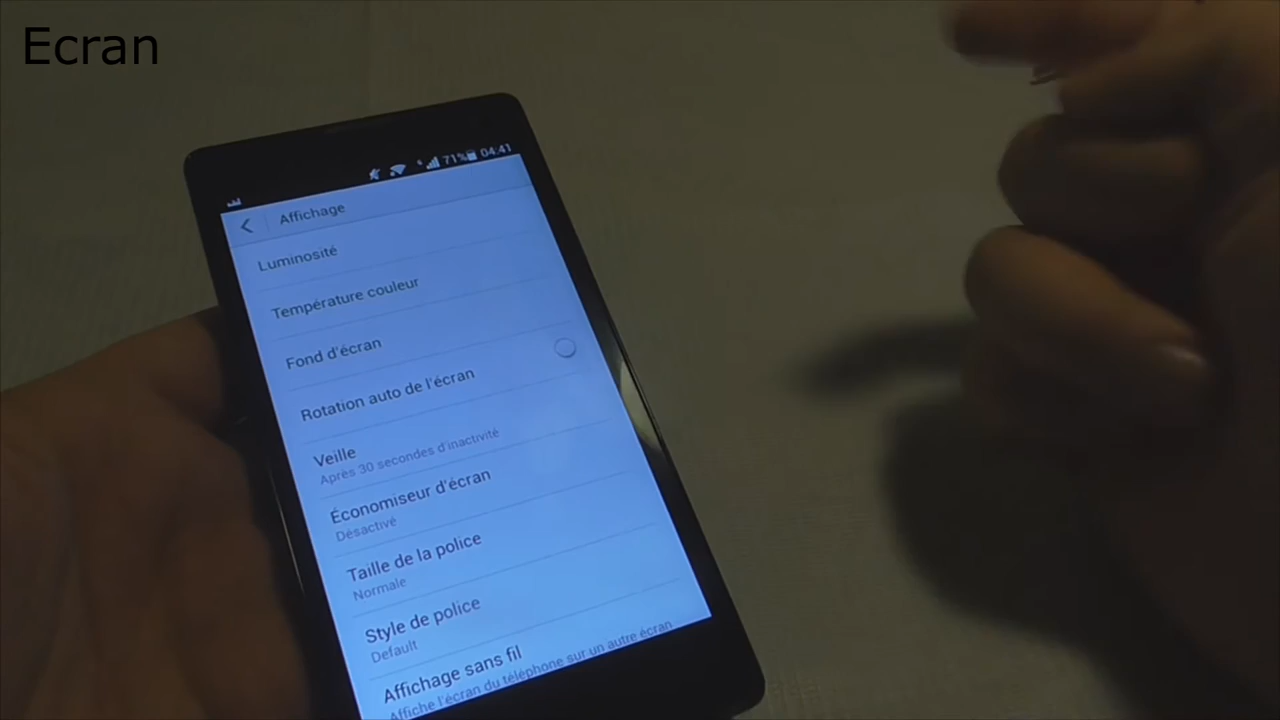 Ecran
71% 04:41
Affichage
Luminosité
Température couleur
Fond d'écran
Rotation auto de l'écran
Veille
Après 30 secondes d'inactivité
Économiseur d'écran
Désactivé
Taille de la police
Normale
Style de police
Default
Affichage sans fil
Affiche l'écran du téléphone sur un autre écran